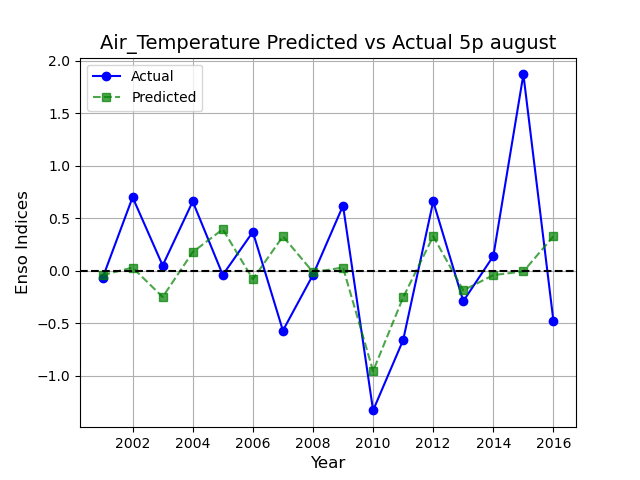 Air_Temperature Predicted vs Actual 5p august
Actual
Predicted
Enso Indices
2.0
1.5
1.0
0.5
0.0
−0.5
−1.0
2002 2004 2006 2008 2010 2012 2014 2016
Year